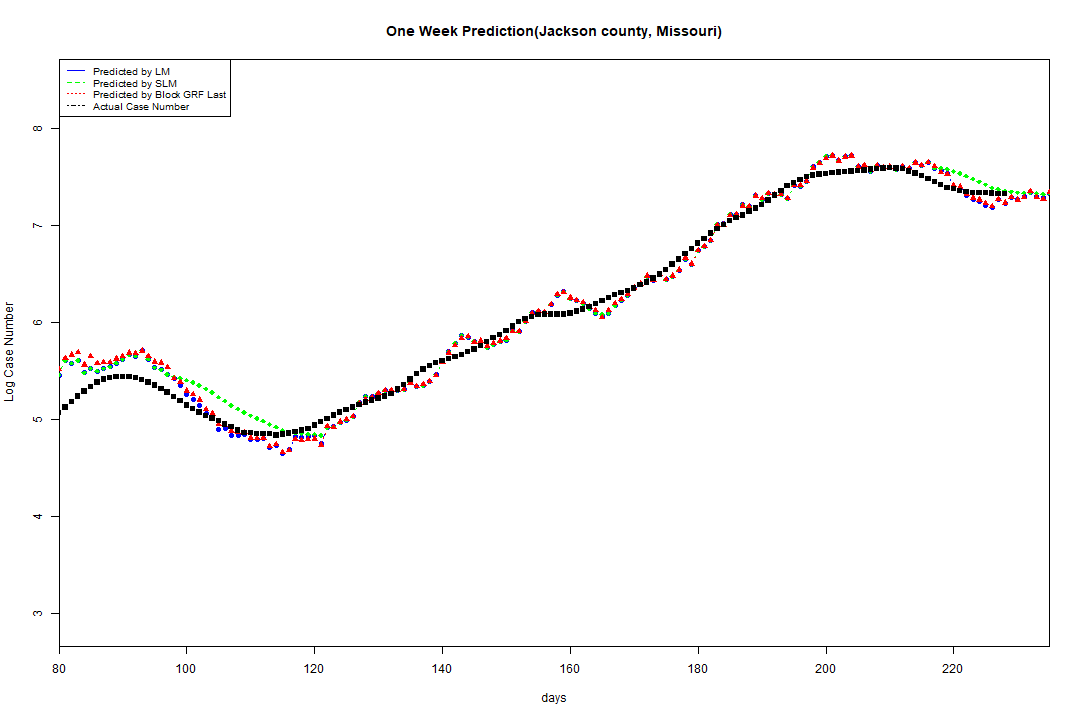 One Week Prediction(Jackson county, Missouri)
Predicted by LM
Predicted by SLM
Predicted by Block GRF Last
Actual Case Number
Log Case Number
8
7
6
5
4
3
80 100 120 140 160 180 200 220
days